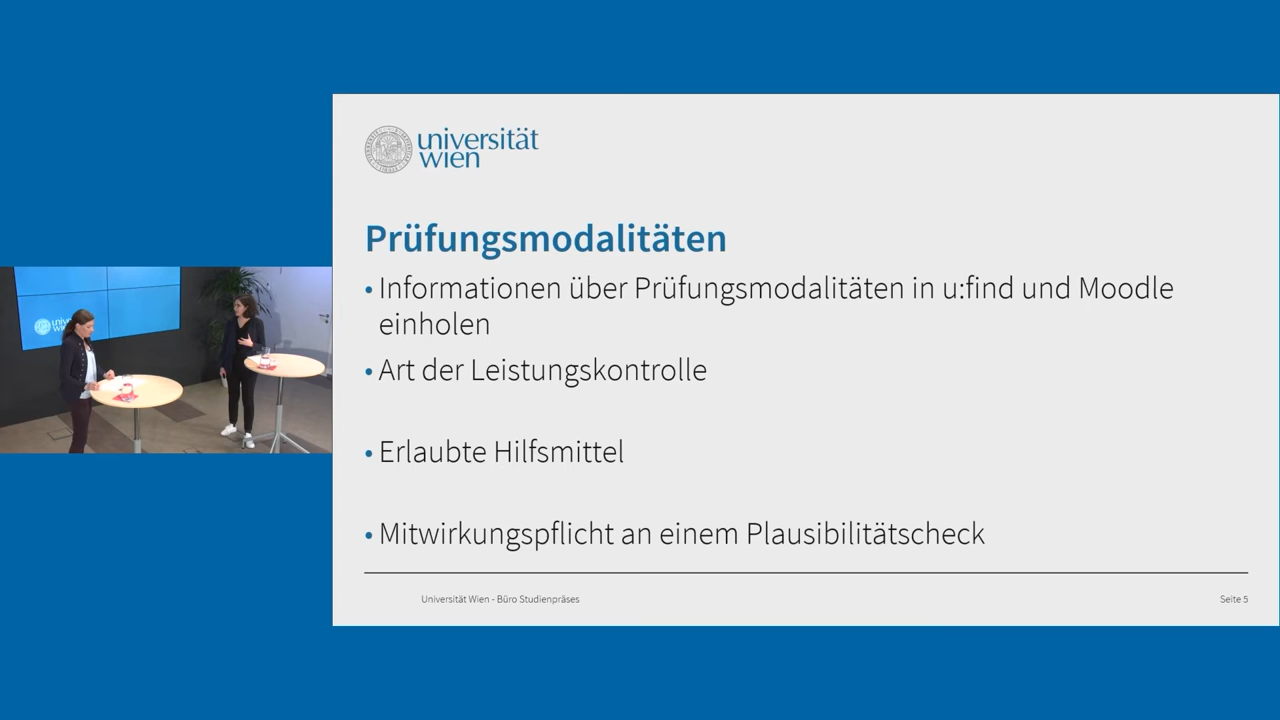 universität
wien
Prüfungsmodalitäten
• Informationen über Prüfungsmodalitäten in u:find und Moodle
einholen
• Art der Leistungskontrolle
• Erlaubte Hilfsmittel
• Mitwirkungspflicht an einem Plausibilitätscheck
Universität Wien - Büro Studienpräses
Seite 5